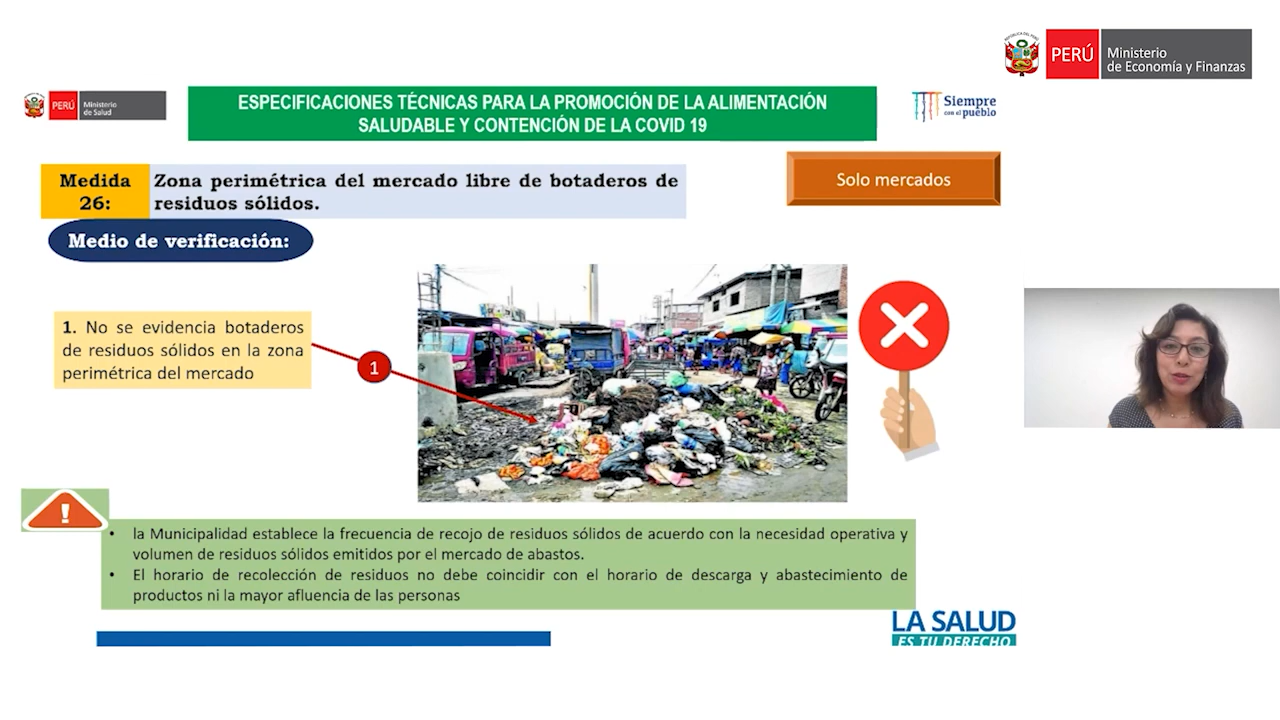 REPÚBLICA DEL PERÚ
PERÚ
Ministerio
de Economía y Finanzas
PERÚ
Ministerio
de Salud
ESPECIFICACIONES TÉCNICAS PARA LA PROMOCIÓN DE LA ALIMENTACIÓN
SALUDABLE Y CONTENCIÓN DE LA COVID 19
Siempre
con el pueblo
Medida
26:
Zona perimétrica del mercado libre de botaderos de
residuos sólidos.
Solo mercados
Medio de verificación:
1. No se evidencia botaderos
de residuos sólidos en la zona
perimétrica del mercado
1
!
• la Municipalidad establece la frecuencia de recojo de residuos sólidos de acuerdo con la necesidad operativa y
volumen de residuos sólidos emitidos por el mercado de abastos.
• El horario de recolección de residuos no debe coincidir con el horario de descarga y abastecimiento de
productos ni la mayor afluencia de las personas
LA SALUD
ES TU DERECHO